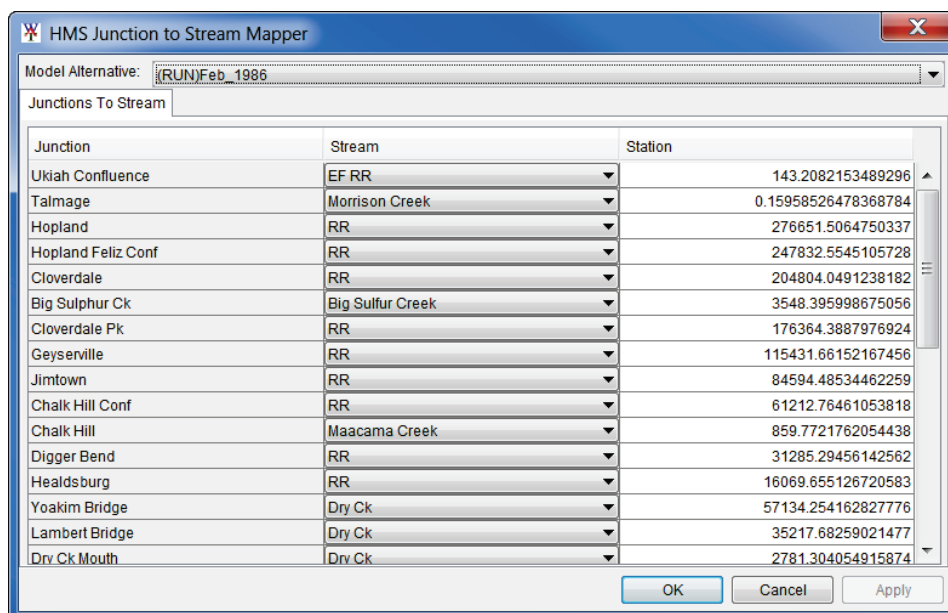 HMS Junction to Stream Mapper
Model Alternative: (RUN)Feb_1986
Junctions To Stream
Junction Stream Station
Ukiah Confluence EF RR 143.2082153489296
Talmage Morrison Creek 0.15958526478368784
Hopland RR 276651.5064750337
Hopland Feliz Conf RR 247832.5545105728
Cloverdale RR 204804.0491238182
Big Sulphur Ck Big Sulfur Creek 3548.395998675056
Cloverdale Pk RR 176364.3887976924
Geyserville RR 115431.66152167456
Jimtown RR 84594.48534462259
Chalk Hill Conf RR 61212.76461053818
Chalk Hill Maacama Creek 859.7721762054438
Digger Bend RR 31285.29456142562
Healdsburg RR 16069.655126720583
Yoakim Bridge Dry Ck 57134.254162827776
Lambert Bridge Dry Ck 35217.68259021477
Dry Ck Mouth Dry Ck 2781.304054915874
OK Cancel Apply